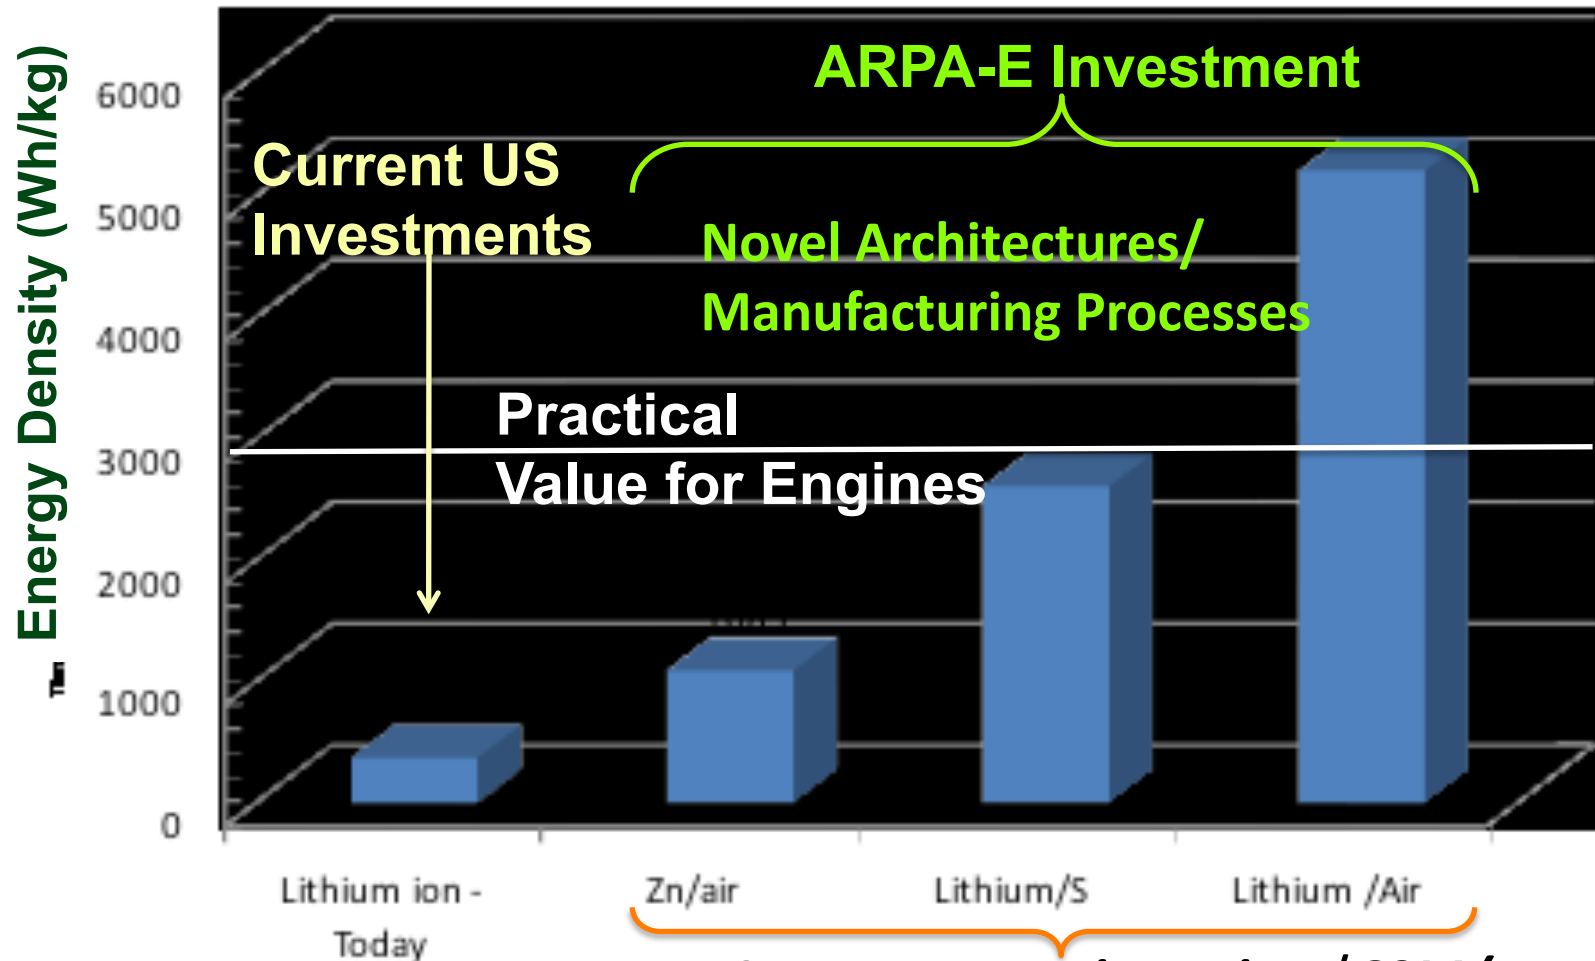 Energy Density (Wh/kg)
6000
5000
4000
3000
2000
1000
0
ARPA-E Investment
Current US
Investments
Novel Architectures/
Manufacturing Processes
Practical
Value for Engines
Lithium ion -
Today
Zn/air
Lithium/S
Lithium /Air